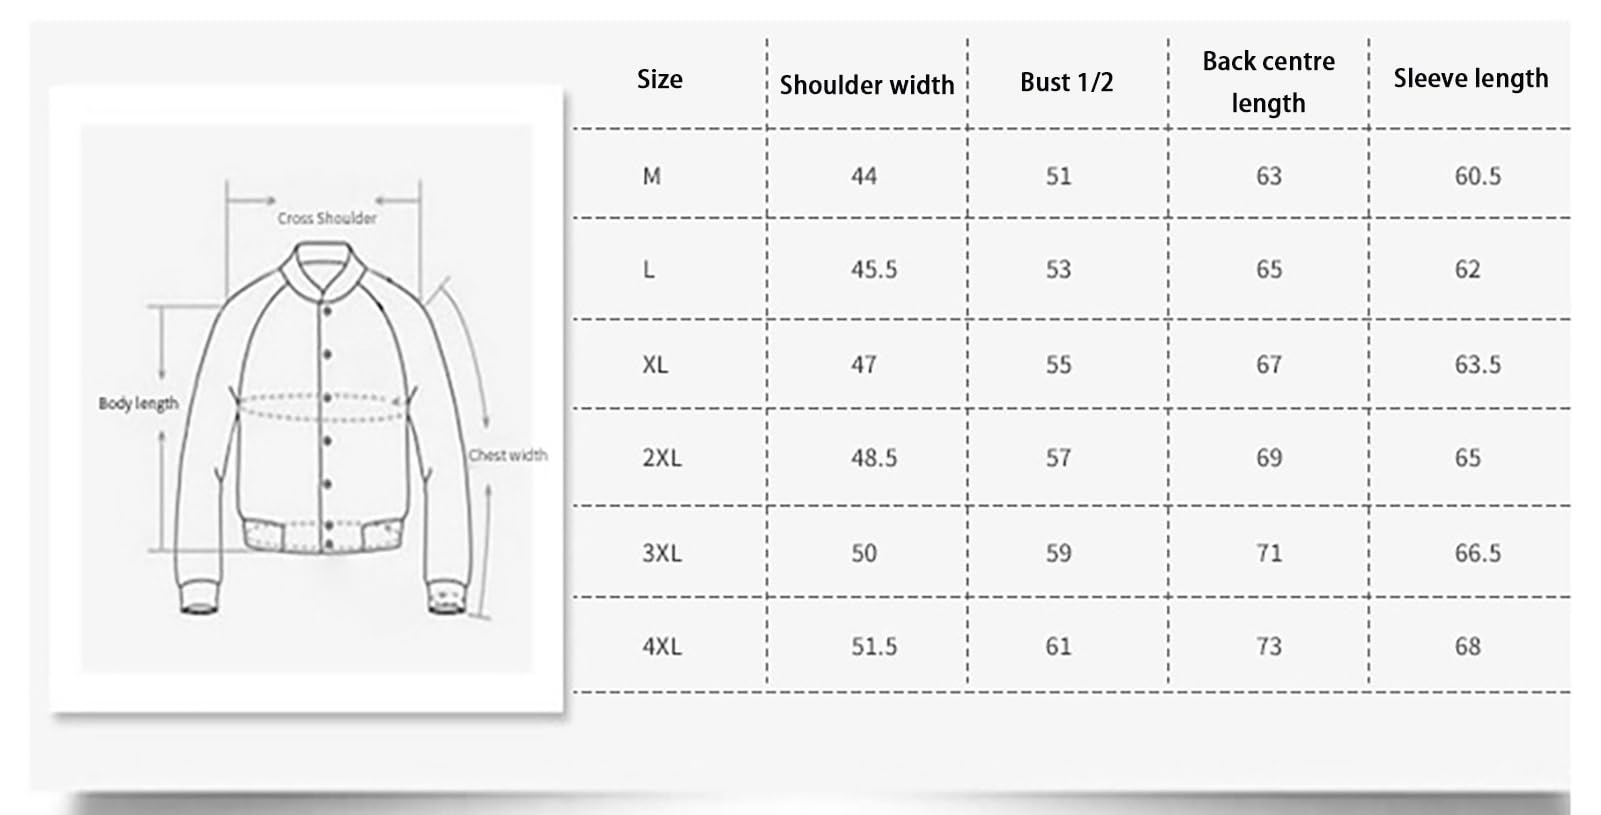 Cross Shoulder
Body length
Chest width
Size Shoulder width Bust 1/2 Back centre length Sleeve length
M 44 51 63 60.5
L 45.5 53 65 62
XL 47 55 67 63.5
2XL 48.5 57 69 65
3XL 50 59 71 66.5
4XL 51.5 61 73 68